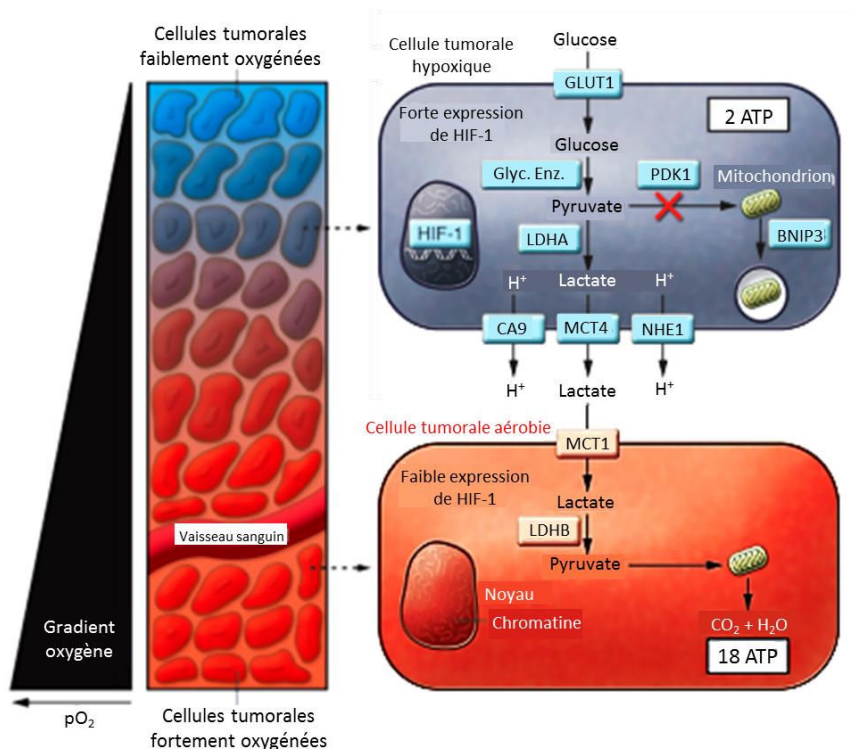 Cellules tumorales
faiblement oxygénées
Gradient
oxygène
pO₂
Vaisseau sanguin
Cellules tumorales
fortement oxygénées
Cellule tumorale
hypoxique
Glucose
GLUT1
Forte expression
de HIF-1
2 ATP
Glucose
Glyc. Enz.
PDK1
Mitochondrion
Pyruvate
HIF-1
LDHA
BNIP3
H⁺
Lactate
H⁺
CA9
MCT4
NHE1
H⁺
Lactate
H⁺
Cellule tumorale aérobie
MCT1
Faible expression
de HIF-1
Lactate
LDHB
Pyruvate
Noyau
Chromatine
CO₂ + H₂O
18 ATP